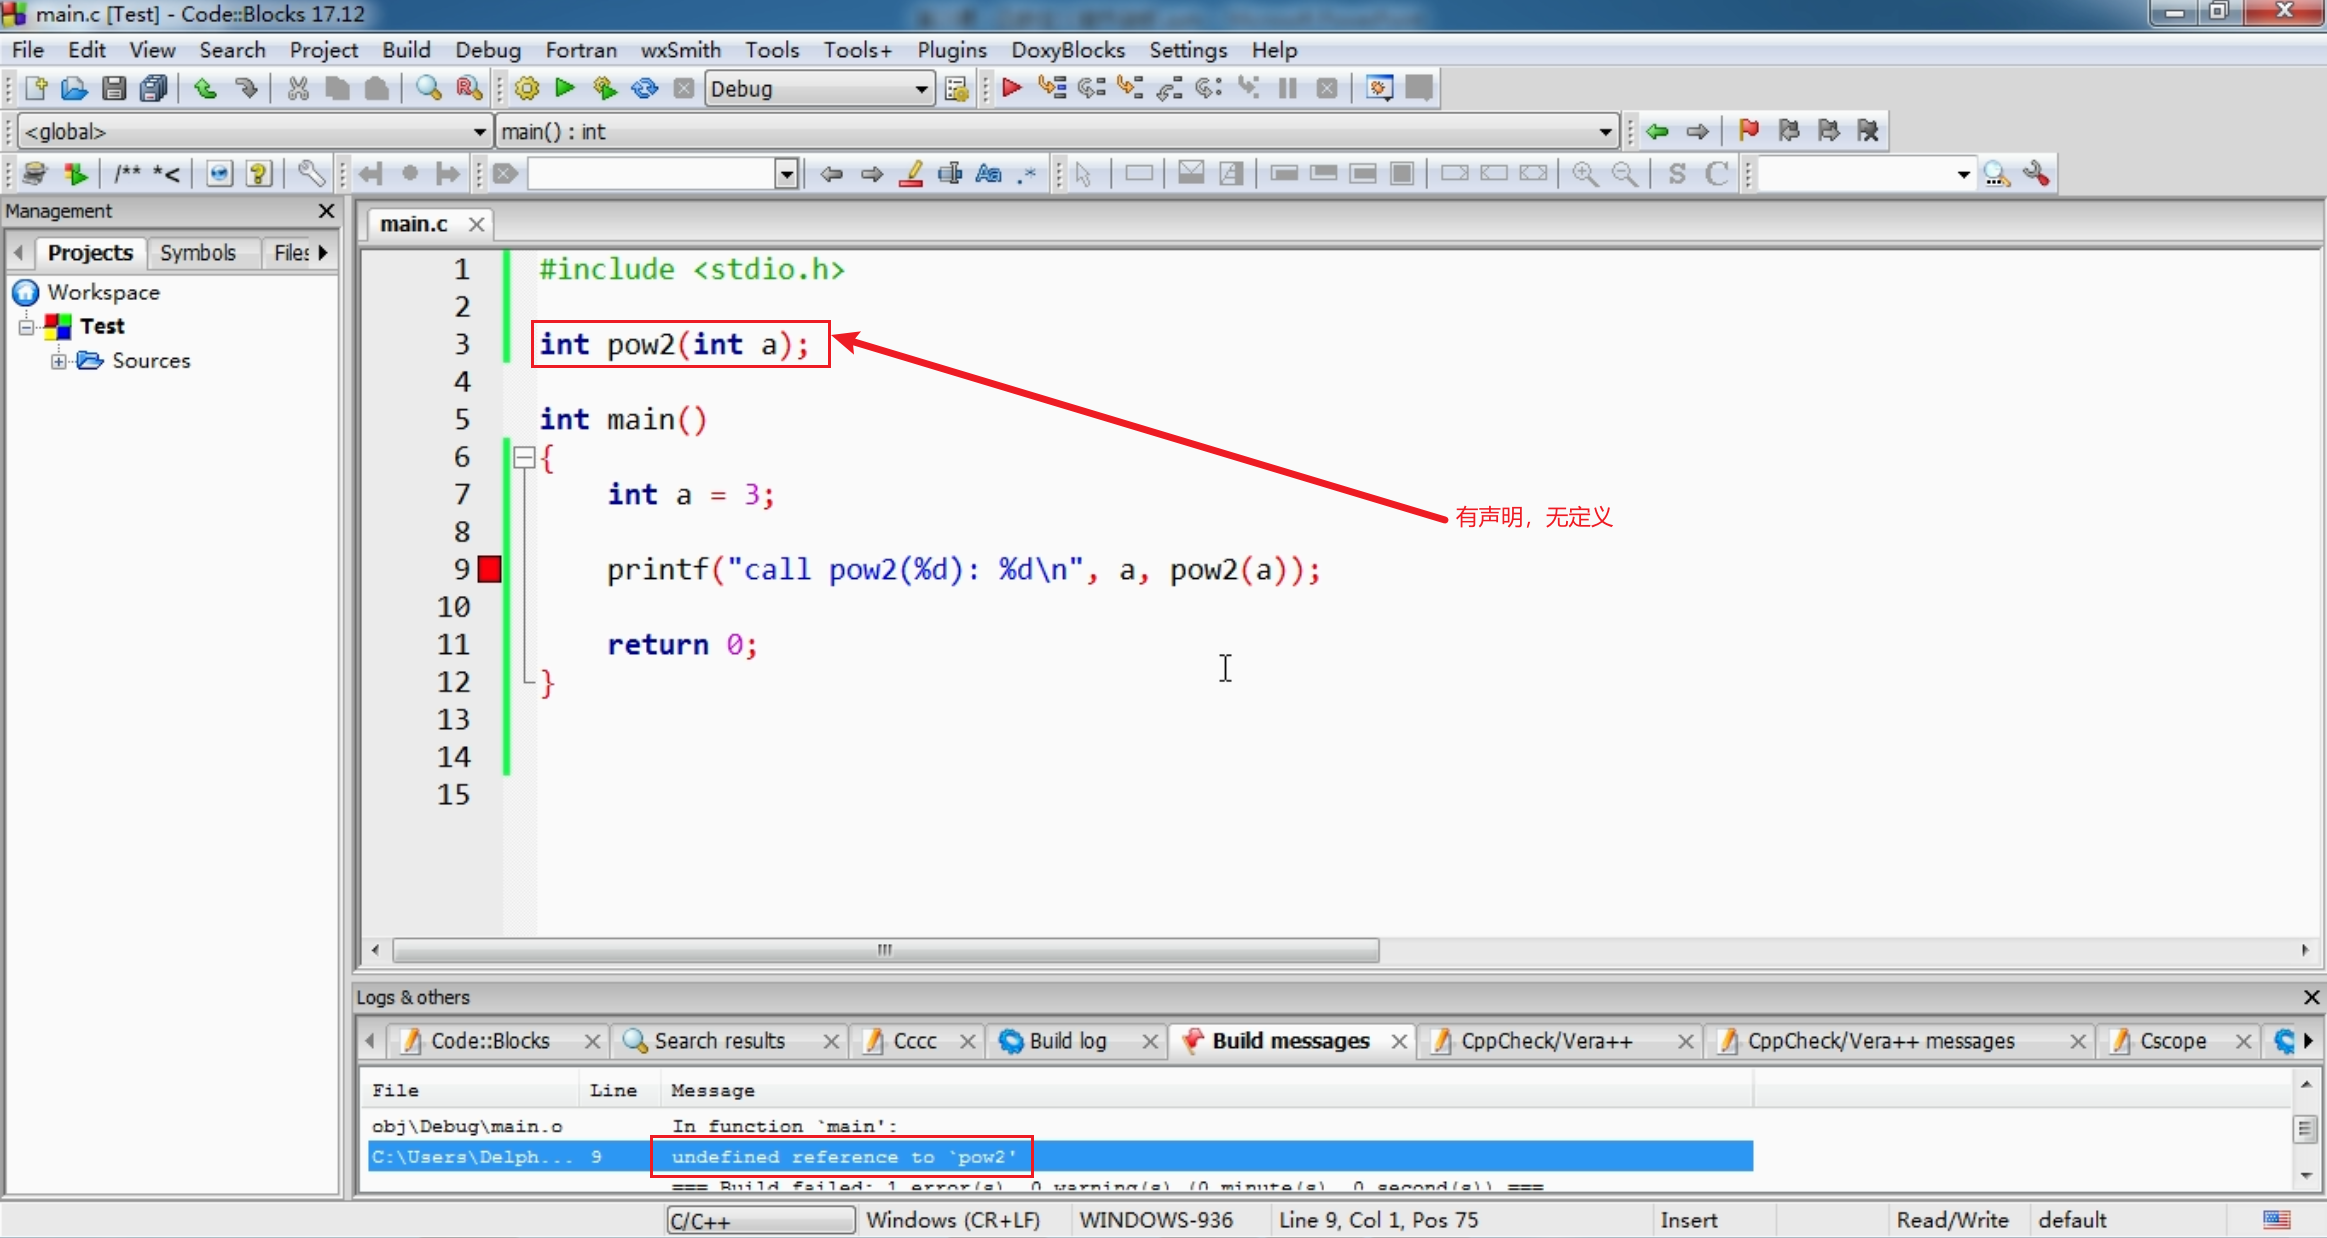 main.c [Test] - Code::Blocks 17.12
File Edit View Search Project Build Debug Fortran wxSmith Tools Tools+ Plugins DoxyBlocks Settings Help
Debug
<global> main() : int
/** *<
Aa .* S C
Management
main.c
Projects Symbols Files
Workspace
Test
Sources
1 #include <stdio.h>
2
3 int pow2(int a);
4
5 int main()
6 {
7 int a = 3;
8
有声明，无定义
9 printf("call pow2(%d): %d\n", a, pow2(a));
10
11 return 0;
12 }
13
14
15
Logs & others
Code::Blocks Search results Cccc Build log Build messages CppCheck/Vera++ CppCheck/Vera++ messages Cscope
File Line Message
obj\Debug\main.o In function `main':
C:\Users\Delph... 9 undefined reference to `pow2'
=== Build failed: 1 error(s), 0 warning(s) (0 minute(s), 0 second(s)) ===
C/C++ Windows (CR+LF) WINDOWS-936 Line 9, Col 1, Pos 75 Insert Read/Write default